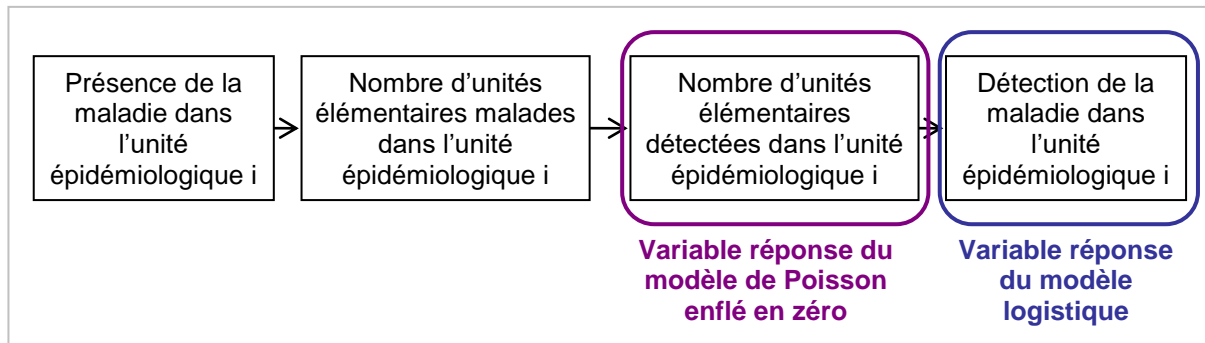 Présence de la
maladie dans
l’unité
épidémiologique i
Nombre d’unités
élémentaires malades
dans l’unité
épidémiologique i
Nombre d’unités
élémentaires
détectées dans l’unité
épidémiologique i
Détection de la
maladie dans
l’unité
épidémiologique i
Variable réponse du
modèle de Poisson
enflé en zéro
Variable réponse
du modèle
logistique